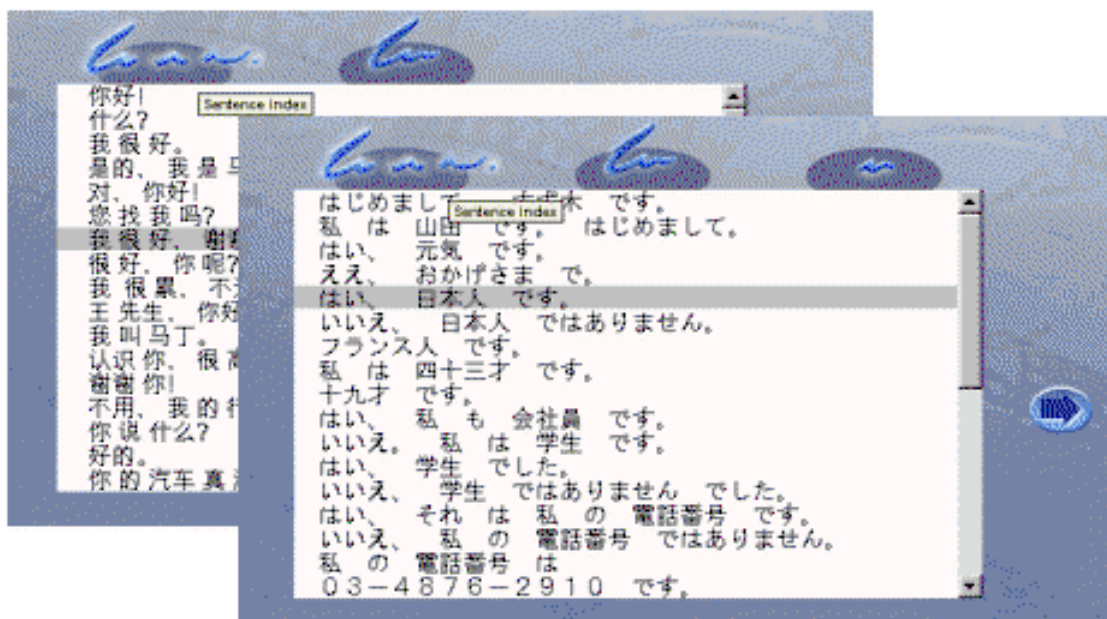 你好!
Sentence Index
什么?
我 很 好。
是的、 我 是
对、 你好!
您 找 我 吗?
我 很 好、 谢
很 好、 你 呢?
我 很 累、 不
王 先生、 你好
我 叫 马丁。
认识 你、 很
谢谢 你!
不用、 我 的
你 说 什么?
好的。
你 的 汽车 真
はじめまして
Sentence Index
木 です。
私 は 山田 です。 はじめまして。
はい、 元気 です。
ええ、 おかげさま で。
はい、 日本人 です。
いいえ、 日本人 ではありません。
フランス人 です。
私 は 四十三才 です。
十九才 です。
はい、 私 も 会社員 です。
いいえ。 私 は 学生 です。
はい、 学生 でした。
いいえ、 学生 ではありません でした。
はい、 それ は 私 の 電話番号 です。
いいえ、 私 の 電話番号 ではありません。
私 の 電話番号 は
03-4876-2910 です。